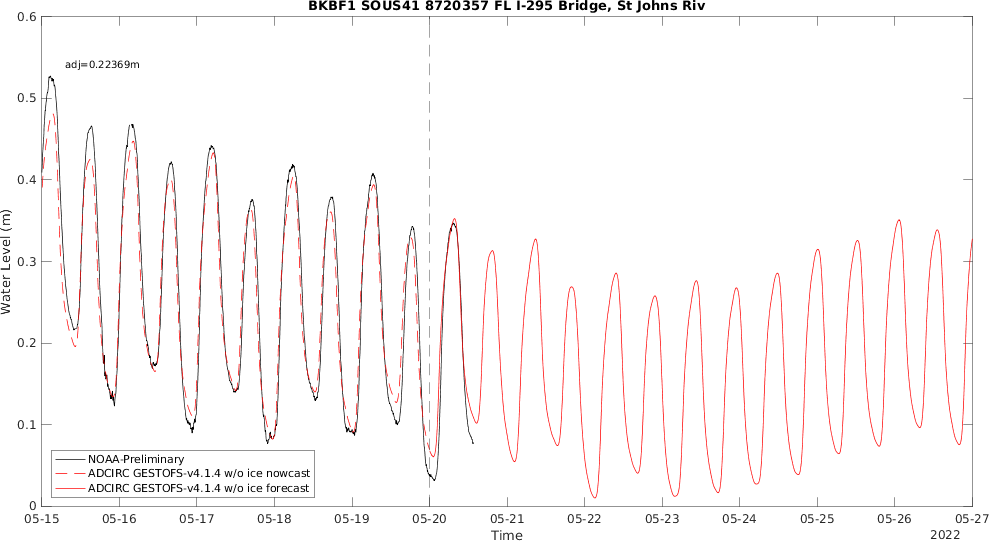 BKBF1 SOUS41 8720357 FL I-295 Bridge, St Johns Riv
0.6
adj=0.22369m
0.5
0.4
0.3
0.2
0.1
0
Water Level (m)
NOAA-Preliminary
ADCIRC GESTOFS-v4.1.4 w/o ice nowcast
ADCIRC GESTOFS-v4.1.4 w/o ice forecast
05-15 05-16 05-17 05-18 05-19 05-20 05-21 05-22 05-23 05-24 05-25 05-26 05-27
Time
2022